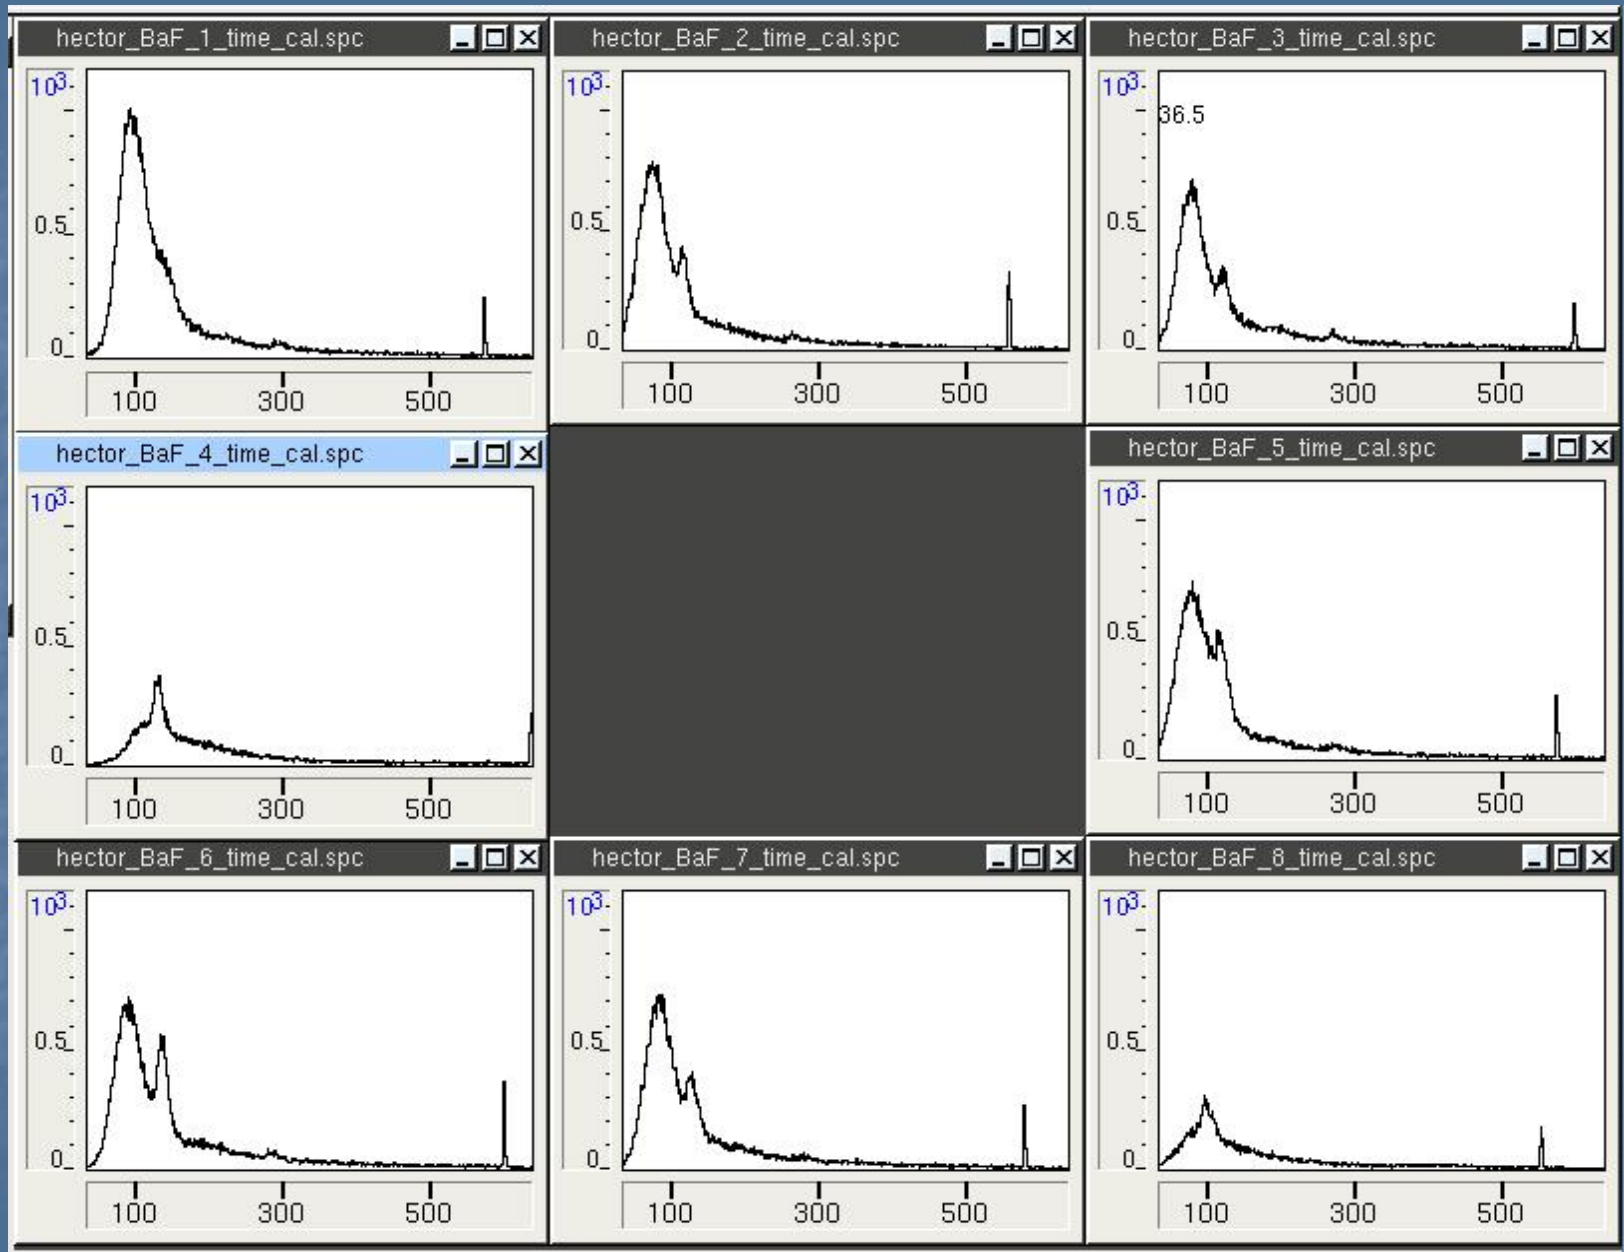 hector_BaF_1_time_cal.spc
10³
0.5
0
100 300 500
hector_BaF_2_time_cal.spc
10³
0.5
0
100 300 500
hector_BaF_3_time_cal.spc
10³
36.5
0.5
0
100 300 500
hector_BaF_4_time_cal.spc
10³
0.5
0
100 300 500
hector_BaF_5_time_cal.spc
10³
0.5
0
100 300 500
hector_BaF_6_time_cal.spc
10³
0.5
0
100 300 500
hector_BaF_7_time_cal.spc
10³
0.5
0
100 300 500
hector_BaF_8_time_cal.spc
10³
0.5
0
100 300 500